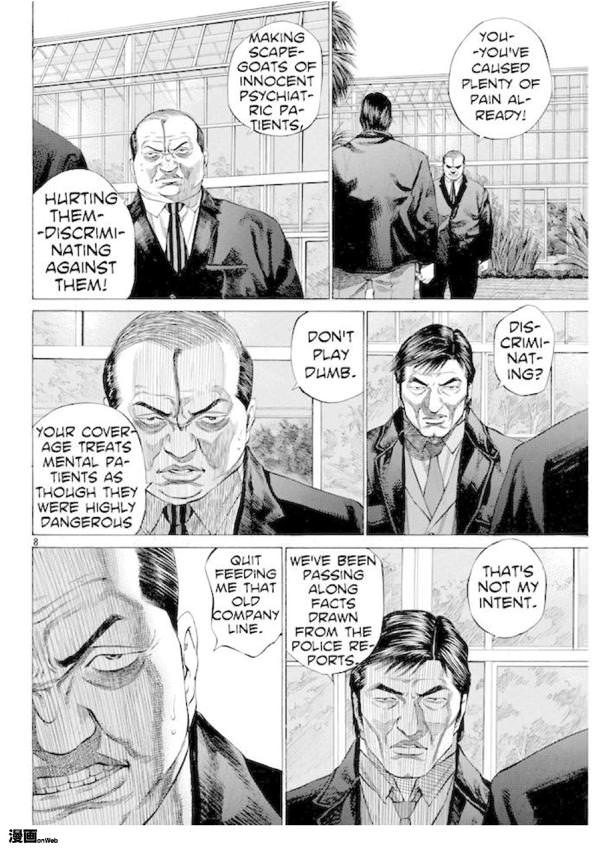 YOU-
-YOU'VE
CAUSED
PLENTY OF
PAIN AL-
READY!
MAKING
SCAPE-
GOATS OF
INNOCENT
PSYCHIAT-
RIC PA-
TIENTS,
HURTING
THEM-
-DISCRIMI-
NATING
AGAINST
THEM!
DIS-
CRIMI-
NAT-
ING?
DON'T
PLAY
DUMB.
YOUR COVER-
AGE TREATS
MENTAL PA-
TIENTS AS
THOUGH THEY
WERE HIGHLY
DANGEROUS
8
THAT'S
NOT MY
INTENT.
WE'VE BEEN
PASSING
ALONG
FACTS
DRAWN
FROM THE
POLICE RE-
PORTS.
QUIT
FEEDING
ME THAT
OLD
COMPANY
LINE.
漫画onWeb